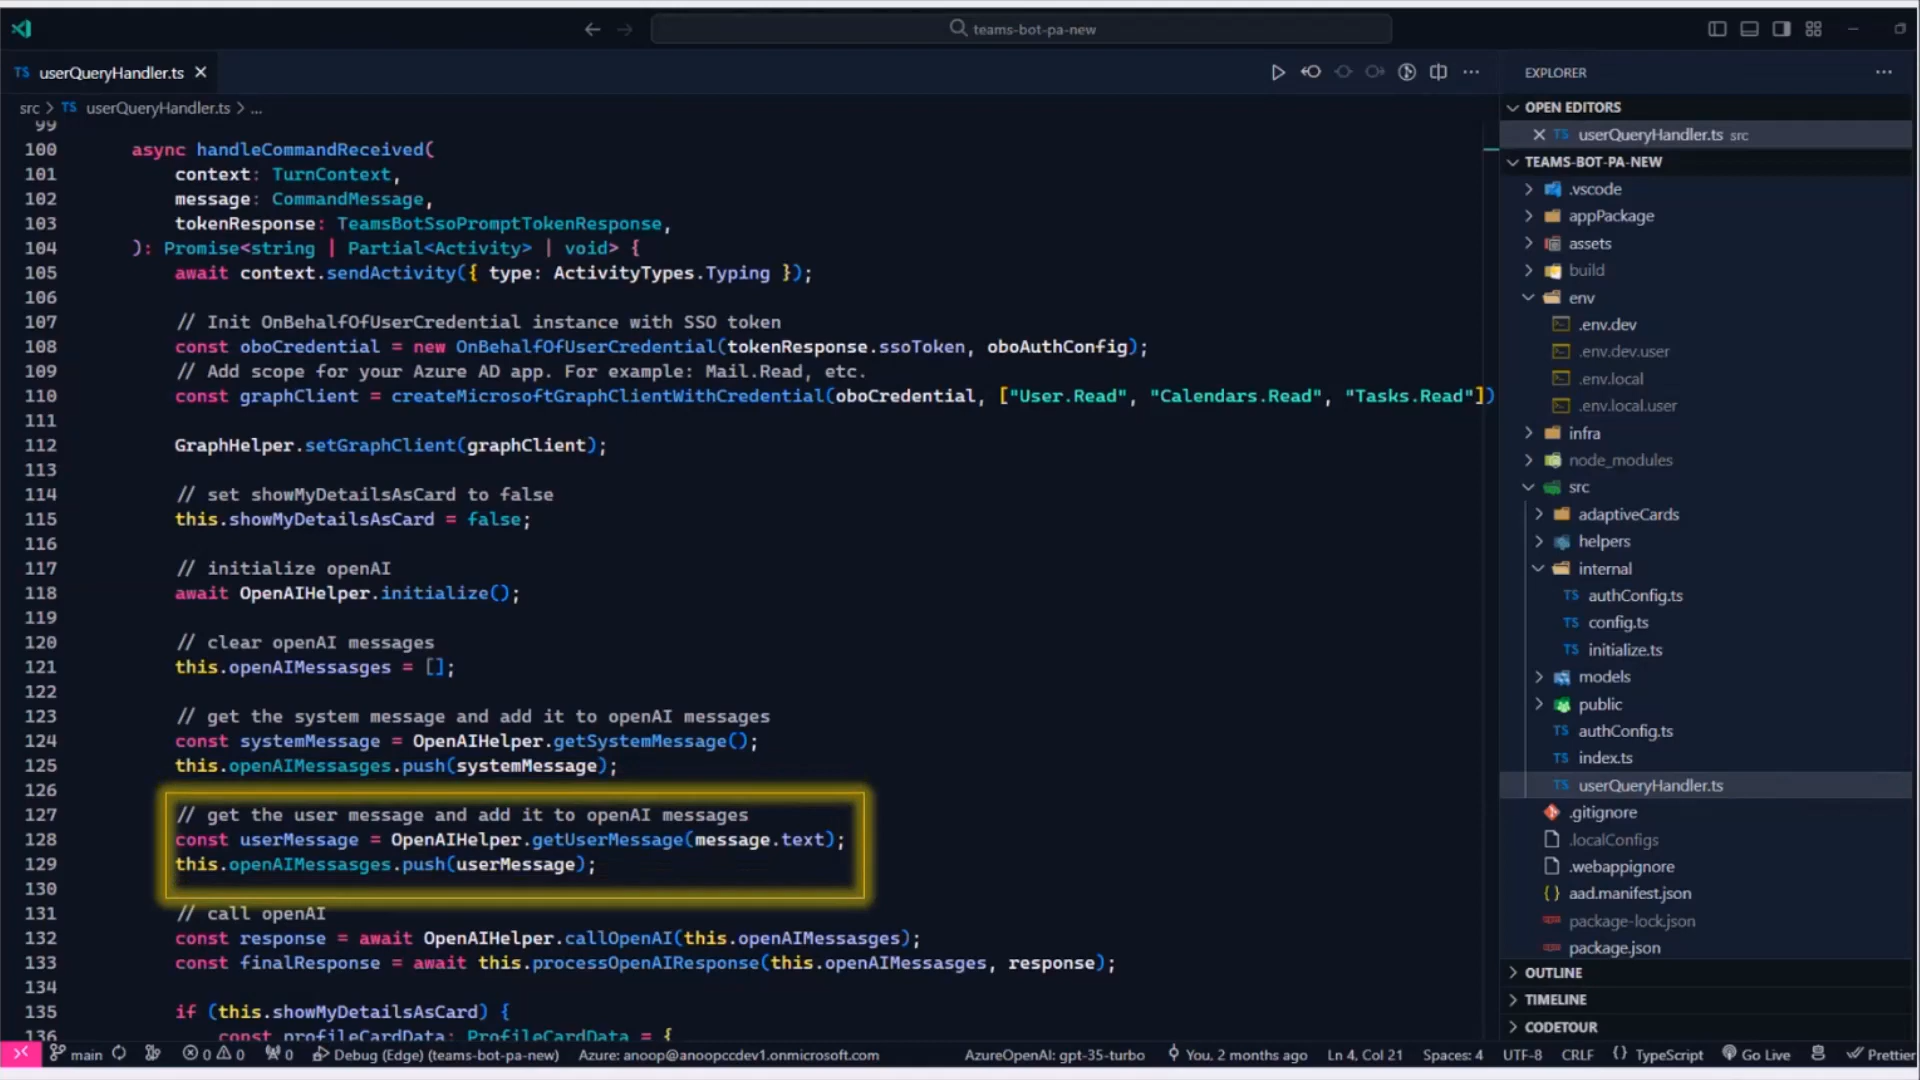 teams-bot-pa-new
TS userQueryHandler.ts
src > TS userQueryHandler.ts > ...
99
100 async handleCommandReceived(
101 context: TurnContext,
102 message: CommandMessage,
103 tokenResponse: TeamsBotSsoPromptTokenResponse,
104 ): Promise<string | Partial<Activity> | void> {
105 await context.sendActivity({ type: ActivityTypes.Typing });
106
107 // Init OnBehalfOfUserCredential instance with SSO token
108 const oboCredential = new OnBehalfOfUserCredential(tokenResponse.ssoToken, oboAuthConfig);
109 // Add scope for your Azure AD app. For example: Mail.Read, etc.
110 const graphClient = createMicrosoftGraphClientWithCredential(oboCredential, ["User.Read", "Calendars.Read", "Tasks.Read"])
111
112 GraphHelper.setGraphClient(graphClient);
113
114 // set showMyDetailsAsCard to false
115 this.showMyDetailsAsCard = false;
116
117 // initialize openAI
118 await OpenAIHelper.initialize();
119
120 // clear openAI messages
121 this.openAIMessasges = [];
122
123 // get the system message and add it to openAI messages
124 const systemMessage = OpenAIHelper.getSystemMessage();
125 this.openAIMessasges.push(systemMessage);
126
127 // get the user message and add it to openAI messages
128 const userMessage = OpenAIHelper.getUserMessage(message.text);
129 this.openAIMessasges.push(userMessage);
130
131 // call openAI
132 const response = await OpenAIHelper.callOpenAI(this.openAIMessasges);
133 const finalResponse = await this.processOpenAIResponse(this.openAIMessasges, response);
134
135 if (this.showMyDetailsAsCard) {
136 const profileCardData: ProfileCardData = {
EXPLORER
OPEN EDITORS
TS userQueryHandler.ts src
TEAMS-BOT-PA-NEW
.vscode
appPackage
assets
build
env
.env.dev
.env.dev.user
.env.local
.env.local.user
infra
node_modules
src
adaptiveCards
helpers
internal
TS authConfig.ts
TS config.ts
TS initialize.ts
models
public
TS authConfig.ts
TS index.ts
TS userQueryHandler.ts
.gitignore
.localConfigs
.webappignore
{} aad.manifest.json
package-lock.json
package.json
OUTLINE
TIMELINE
CODETOUR
main 0 0 0 Debug (Edge) (teams-bot-pa-new) Azure: anoop@anoopccdev1.onmicrosoft.com AzureOpenAI: gpt-35-turbo You, 2 months ago Ln 4, Col 21 Spaces: 4 UTF-8 CRLF {} TypeScript Go Live Prettier